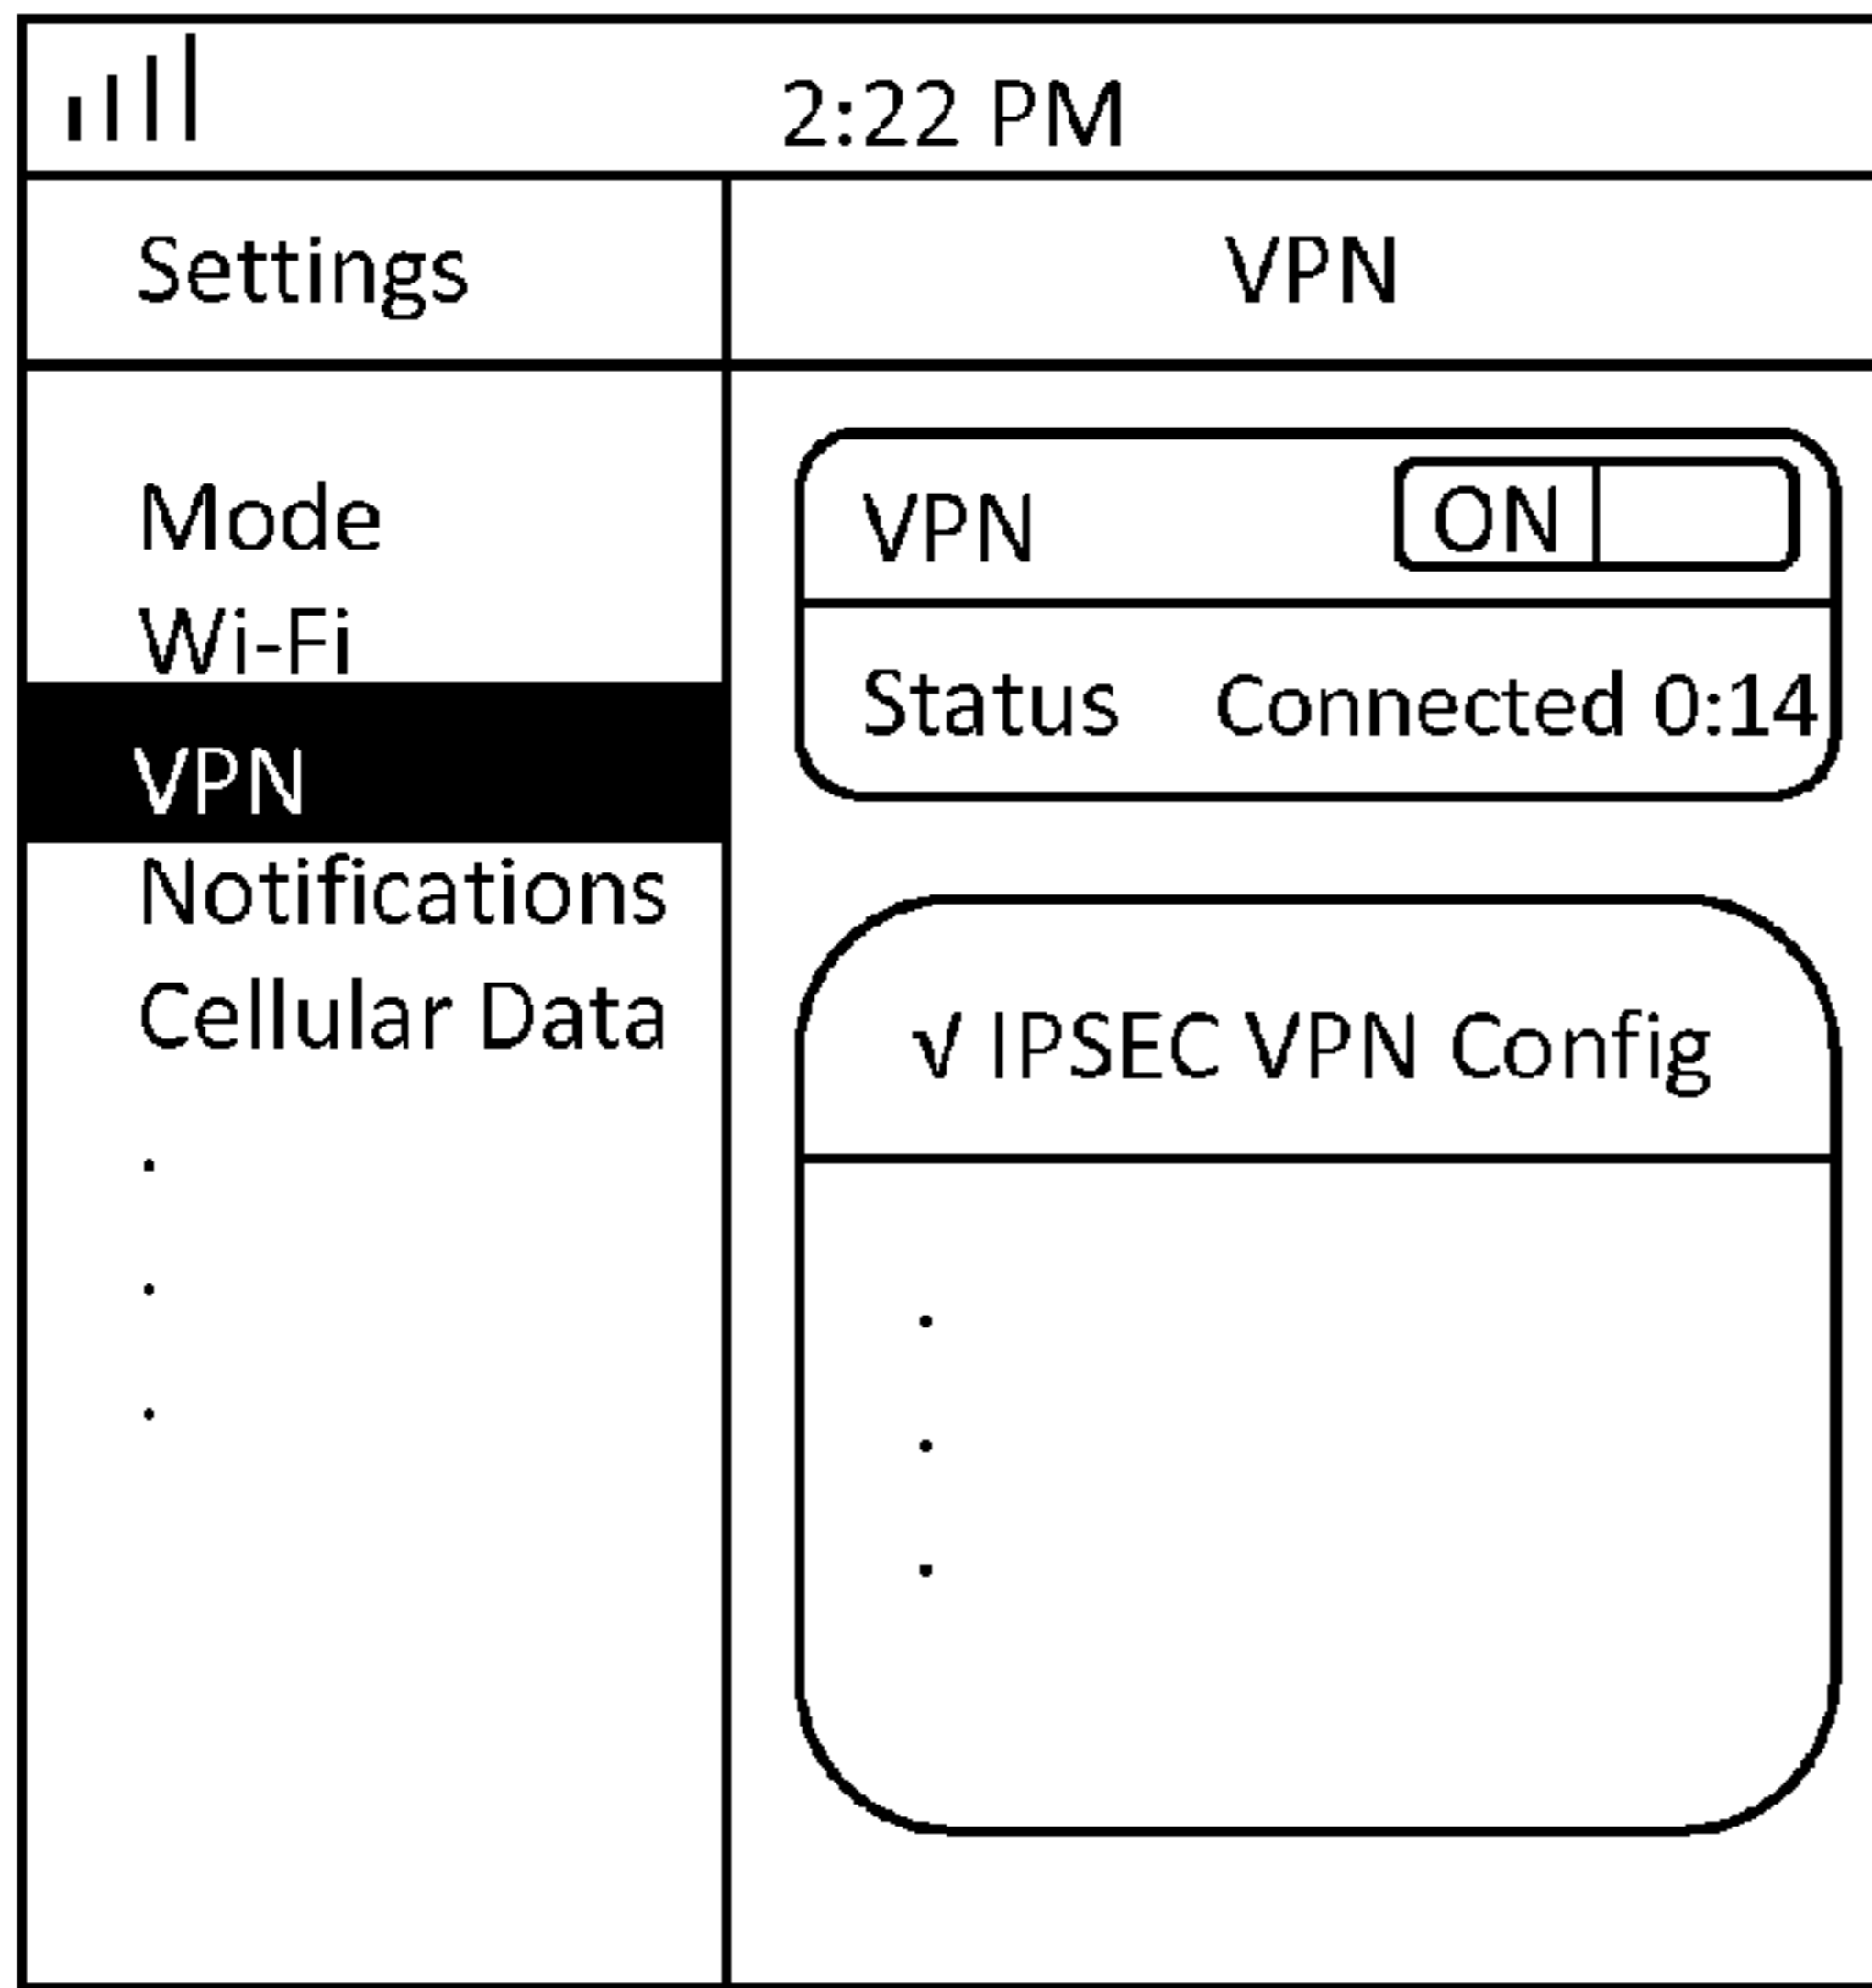 2:22 PM
Settings
VPN
Mode
Wi-Fi
VPN
Notifications
Cellular Data
.
.
.
VPN ON
Status Connected 0:14
√ IPSEC VPN Config
.
.
.